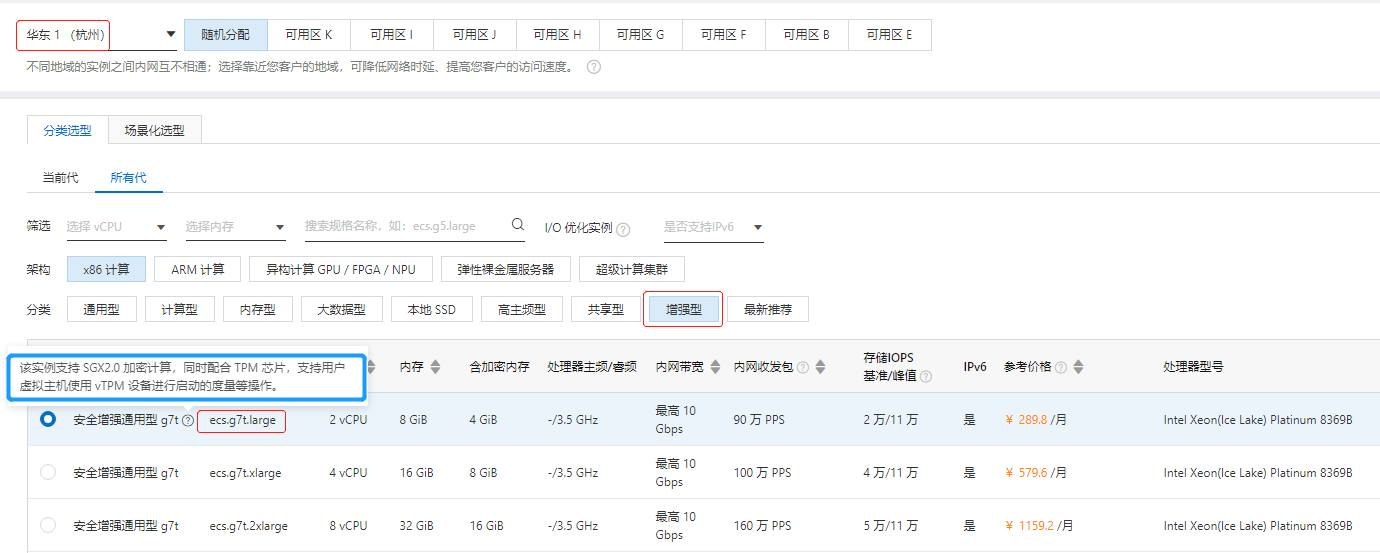 华东 1 (杭州) 随机分配 可用区 K 可用区 I 可用区 J 可用区 H 可用区 G 可用区 F 可用区 B 可用区 E
不同地域的实例之间内网互不相通；选择靠近您客户的地域，可降低网络时延、提高您客户的访问速度。 ?
分类选型 场景化选型
当前代 所有代
筛选 选择 vCPU 选择内存 搜索规格名称，如：ecs.g5.large I/O 优化实例 ? 是否支持IPv6
架构 x86 计算 ARM 计算 异构计算 GPU / FPGA / NPU 弹性裸金属服务器 超级计算集群
分类 通用型 计算型 内存型 大数据型 本地 SSD 高主频型 共享型 增强型 最新推荐
该实例支持 SGX2.0 加密计算，同时配合 TPM 芯片，支持用户
虚拟主机使用 vTPM 设备进行启动的度量等操作。
内存 含加密内存 处理器主频/睿频 内网带宽 内网收发包 ? 存储IOPS
基准/峰值 ? IPv6 参考价格 ? 处理器型号
安全增强通用型 g7t ? ecs.g7t.large 2 vCPU 8 GiB 4 GiB -/3.5 GHz 最高 10
Gbps 90 万 PPS 2 万/11 万 是 ¥ 289.8 /月 Intel Xeon(Ice Lake) Platinum 8369B
安全增强通用型 g7t ecs.g7t.xlarge 4 vCPU 16 GiB 8 GiB -/3.5 GHz 最高 10
Gbps 100 万 PPS 4 万/11 万 是 ¥ 579.6 /月 Intel Xeon(Ice Lake) Platinum 8369B
安全增强通用型 g7t ecs.g7t.2xlarge 8 vCPU 32 GiB 16 GiB -/3.5 GHz 最高 10
Gbps 160 万 PPS 5 万/11 万 是 ¥ 1159.2 /月 Intel Xeon(Ice Lake) Platinum 8369B